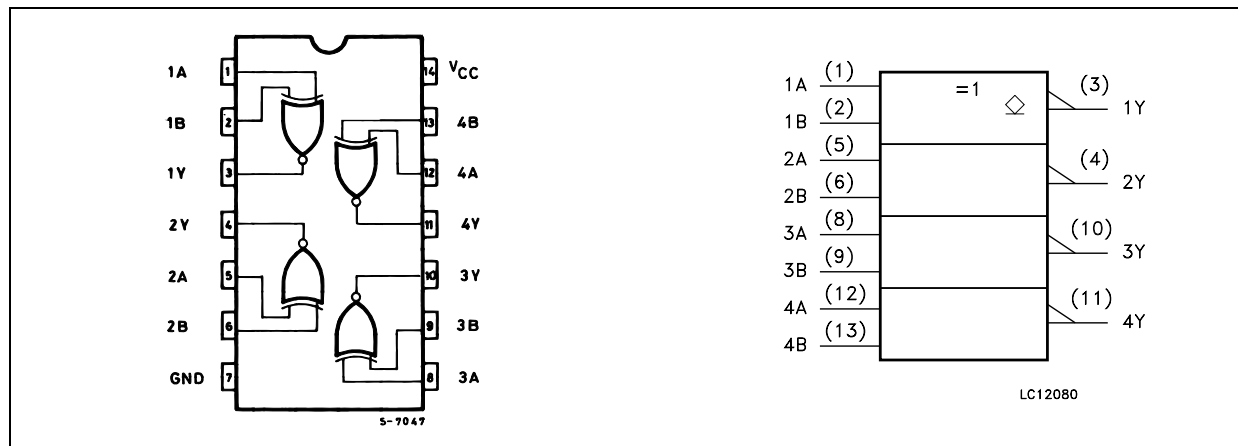 1A 1 14 VCC
1B 2 13 4B
1Y 3 12 4A
2Y 4 11 4Y
2A 5 10 3Y
2B 6 9 3B
GND 7 8 3A
S-7047
=1
1A (1) (3) 1Y
1B (2)
2A (5) (4) 2Y
2B (6)
3A (8) (10) 3Y
3B (9)
4A (12) (11) 4Y
4B (13)
LC12080